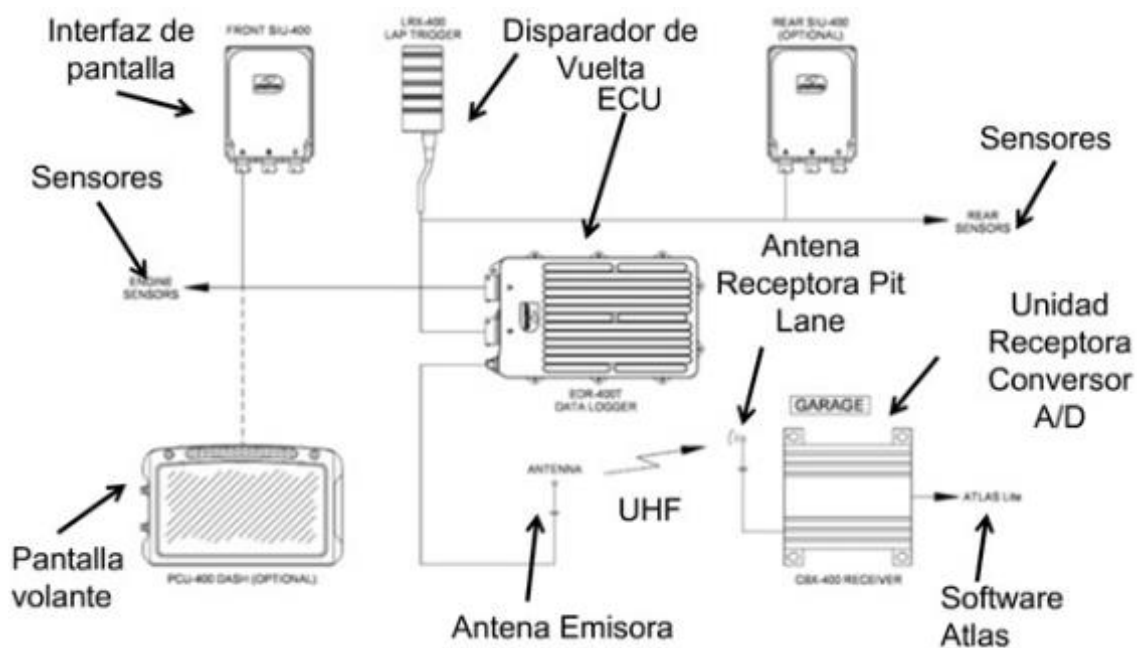 Interfaz de
pantalla
FRONT SIU-400
LRX-400
LAP TRIGGER
Disparador de
Vuelta
ECU
REAR SIU-400
(OPTIONAL)
Sensores
Sensores
REAR
SENSORS
ENGINE
SENSORS
Antena
Receptora Pit
Lane
Unidad
Receptora
Conversor
A/D
EDR-400T
DATA LOGGER
GARAGE
ANTENNA
UHF
ATLAS Lite
Pantalla
volante
PCU-400 DASH (OPTIONAL)
CBX-400 RECEIVER
Antena Emisora
Software
Atlas